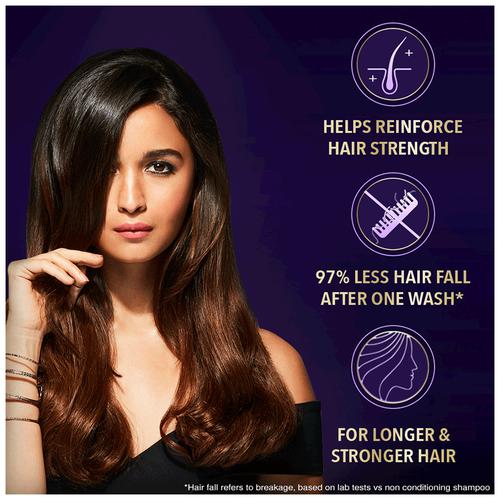 HELPS REINFORCE
HAIR STRENGTH
97% LESS HAIR FALL
AFTER ONE WASH*
FOR LONGER &
STRONGER HAIR
*Hair fall refers to breakage, based on lab tests vs non conditioning shampoo